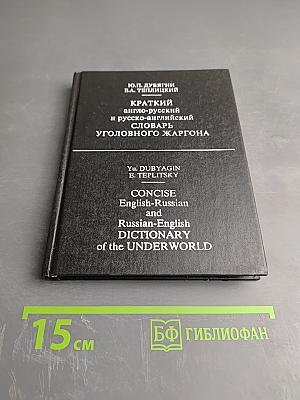 Ю.П. ДУБЯГИН
Е.А. ТЕПЛИЦКИЙ
КРАТКИЙ
англо-русский
и русско-английский
СЛОВАРЬ
УГОЛОВНОГО ЖАРГОНА
Yu. DUBYAGIN
E. TEPLITSKY
CONCISE
English-Russian
and
Russian-English
DICTIONARY
of the UNDERWORLD
15 см
БФ ГИБЛИОФАН